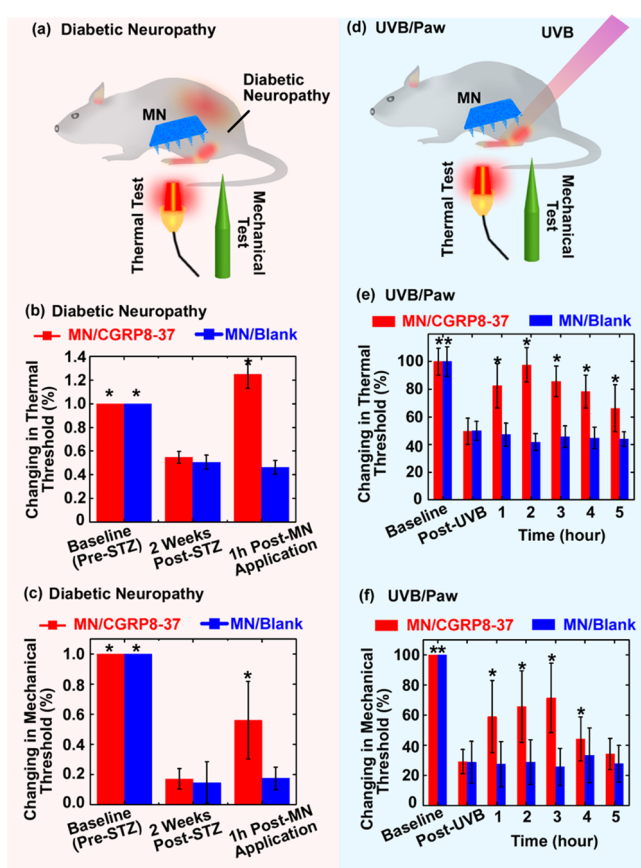 (a) Diabetic Neuropathy
MN
Diabetic
Neuropathy
Thermal Test
Mechanical
Test
(b) Diabetic Neuropathy
MN/CGRP8-37 MN/Blank
Changing in Thermal
Threshold (%)
1.4
1.2
1.0
0.8
0.6
0.4
0.2
0.0
* * *
Baseline
(Pre-STZ)
2 Weeks
Post-STZ
1h Post-MN
Application
(c) Diabetic Neuropathy
MN/CGRP8-37 MN/Blank
Changing in Mechanical
Threshold (%)
1.0
0.8
0.6
0.4
0.2
0.0
* * *
Baseline
(Pre-STZ)
2 Weeks
Post-STZ
1h Post-MN
Application
(d) UVB/Paw
UVB
MN
Thermal Test
Mechanical
Test
(e) UVB/Paw
MN/CGRP8-37 MN/Blank
Changing in Thermal
Threshold (%)
100
80
60
40
20
0
** * * * * *
Baseline
Post-UVB
1 2 3 4 5
Time (hour)
(f) UVB/Paw
MN/CGRP8-37 MN/Blank
Changing in Mechanical
Threshold (%)
100
80
60
40
20
0
** * * * *
Baseline
Post-UVB
1 2 3 4 5
Time (hour)